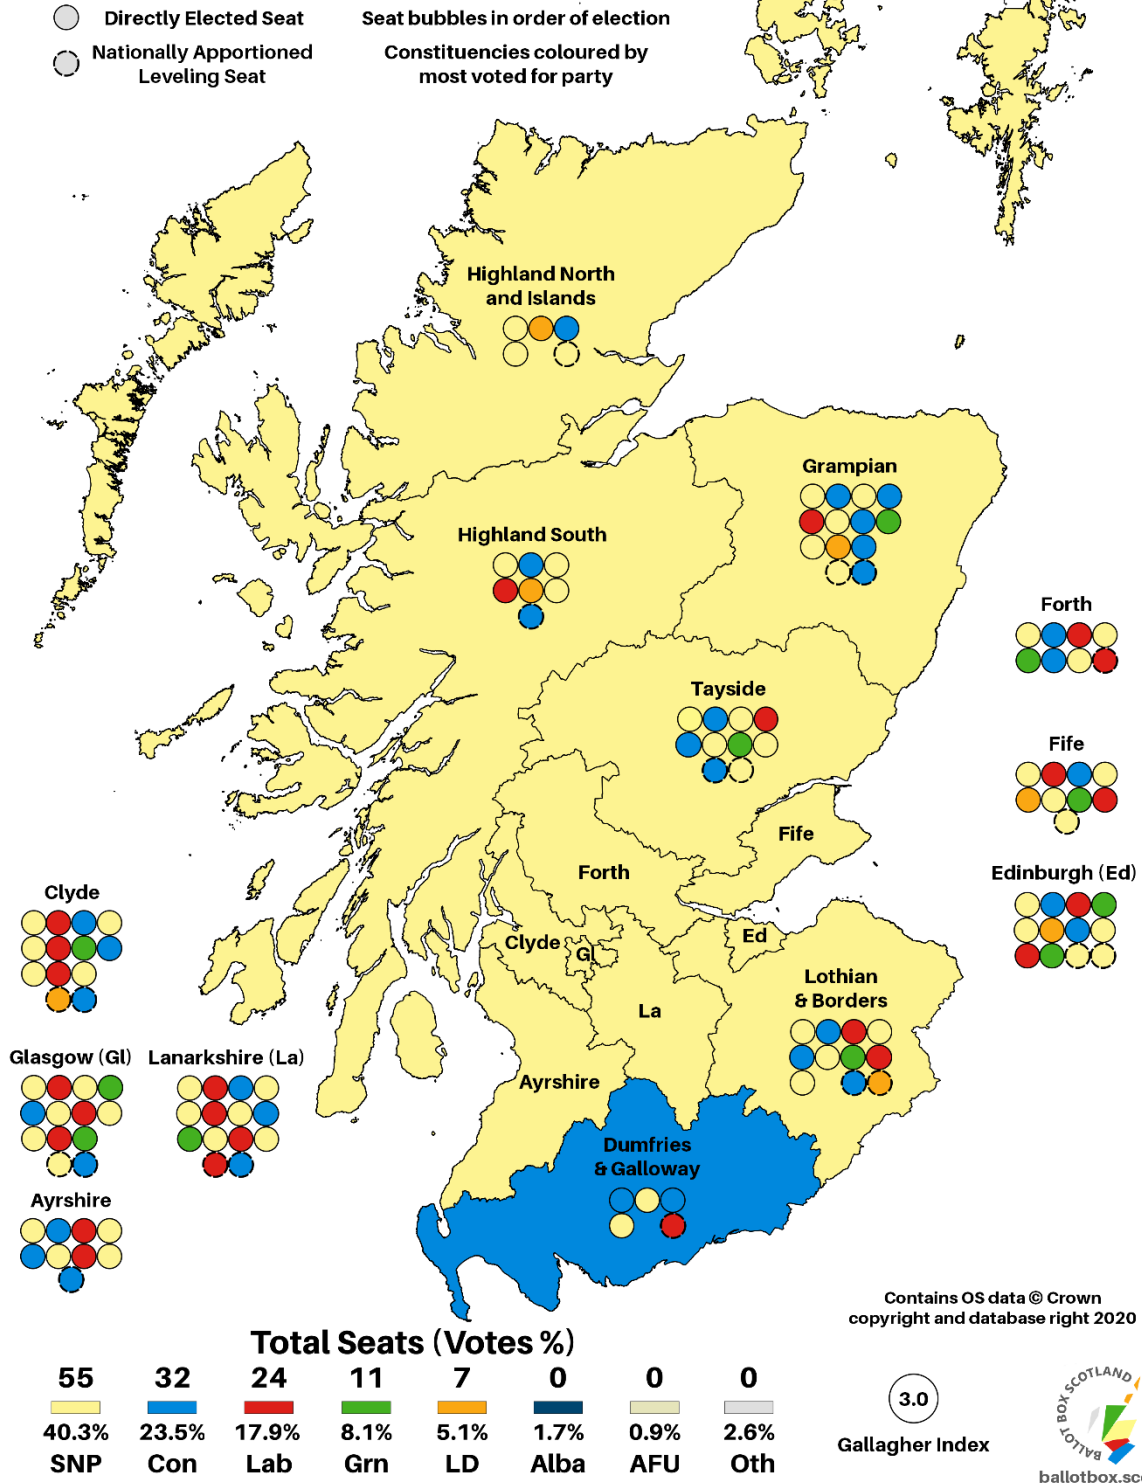 Directly Elected Seat
Nationally Apportioned
Leveling Seat
Seat bubbles in order of election
Constituencies coloured by
most voted for party
Highland North
and Islands
Grampian
Highland South
Forth
Tayside
Fife
Fife
Edinburgh (Ed)
Forth
Clyde
Clyde
Gl
Ed
Lothian
& Borders
La
Glasgow (Gl)
Lanarkshire (La)
Ayrshire
Dumfries
& Galloway
Ayrshire
Contains OS data © Crown
copyright and database right 2020
Total Seats (Votes %)
55 32 24 11 7 0 0 0
40.3% 23.5% 17.9% 8.1% 5.1% 1.7% 0.9% 2.6%
SNP Con Lab Grn LD Alba AFU Oth
3.0
Gallagher Index
BALLOT BOX SCOTLAND
ballotbox.sc